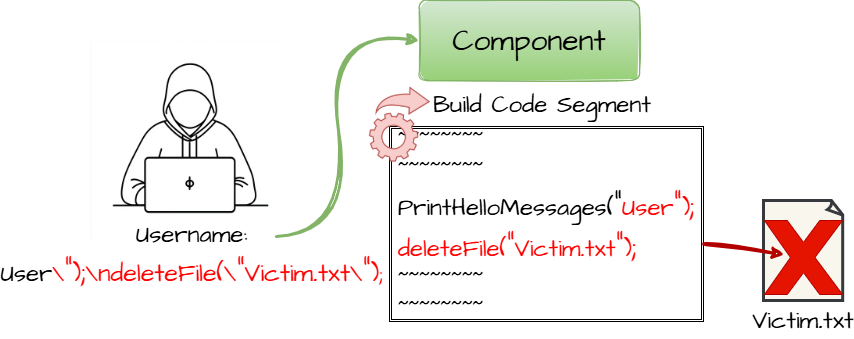 Component
Build Code Segment
~~~~~~~~~
~~~~~~~~~
PrintHelloMessages("User");
deleteFile("Victim.txt");
~~~~~~~~~
~~~~~~~~~
Username:
User\");\ndeleteFile(\"Victim.txt\");
Victim.txt